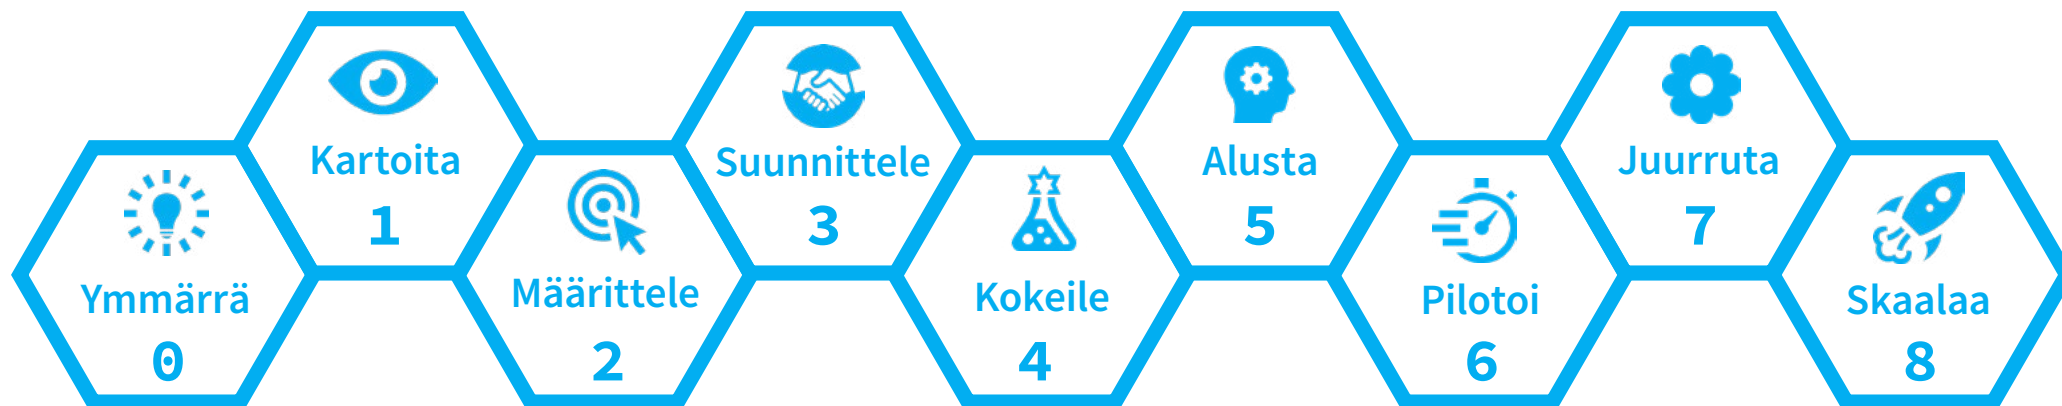 Ymmärrä
0
Kartoita
1
Määrittele
2
Suunnittele
3
Kokeile
4
Alusta
5
Pilotoi
6
Juurruta
7
Skaalaa
8